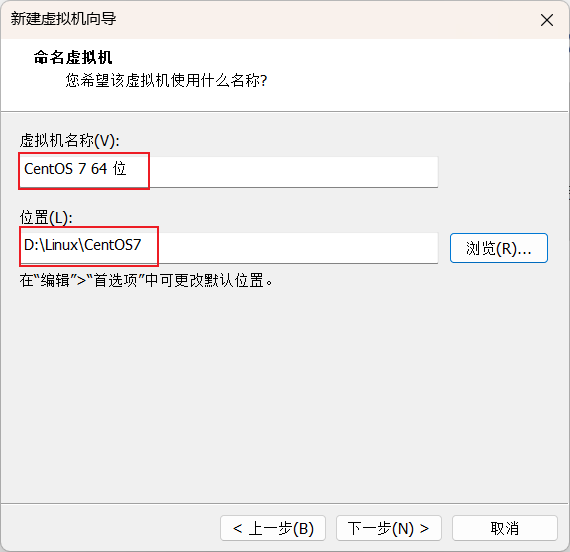 新建虚拟机向导
命名虚拟机
您希望该虚拟机使用什么名称?
虚拟机名称(V):
CentOS 7 64 位
位置(L):
D:\Linux\CentOS7
浏览(R)...
在“编辑”>“首选项”中可更改默认位置。
< 上一步(B)
下一步(N) >
取消